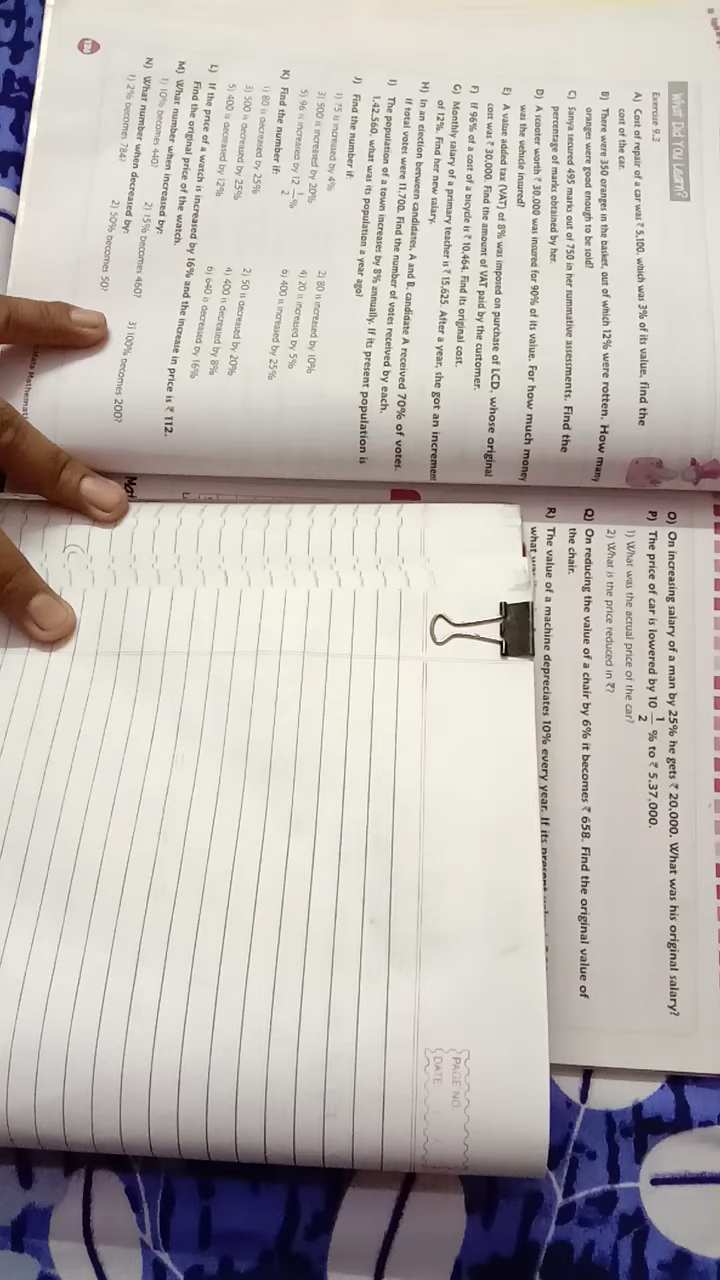 What Did You Learn?
Exercise 9.2
A) Cost of repair of a car was ₹ 5,100, which was 3% of its value, find the
cost of the car.
B) There were 350 oranges in the basket, out of which 12% were rotten. How many
oranges were good enough to be sold?
C) Sanya secured 495 marks out of 750 in her summative assessments. Find the
percentage of marks obtained by her.
D) A scooter worth ₹ 30,000 was insured for 90% of its value. For how much money
was the vehicle insured?
E) A value added tax (VAT) of 8% was imposed on purchase of LCD, whose original
cost was ₹ 30,000. Find the amount of VAT paid by the customer.
F) If 96% of a cost of a bicycle is ₹ 10,464. Find its original cost.
G) Monthly salary of a primary teacher is ₹ 15,625. After a year, she got an increment
of 12%. Find her new salary.
H) In an election between candidates, A and B, candidate A received 70% of votes.
If total votes were 11,700. Find the number of votes received by each.
I) The population of a town increases by 8% annually. If its present population is
1,42,560, what was its population a year ago?
J) Find the number if:
1) 75 is increased by 4%
2) 80 is increased by 10%
3) 500 is increased by 20%
4) 20 is increased by 5%
5) 96 is increased by 12 1/2 %
6) 400 is increased by 25%
K) Find the number if:
1) 80 is decreased by 25%
2) 50 is decreased by 20%
3) 500 is decreased by 25%
4) 400 is decreased by 8%
5) 400 is decreased by 12%
6) 640 is decreased by 16%
L) If the price of a watch is increased by 16% and the increase in price is ₹ 112.
Find the original price of the watch.
M) What number when increased by:
1) 10% becomes 440?
2) 15% becomes 460?
3) 100% becomes 200?
N) What number when decreased by:
1) 2% becomes 784?
2) 50% becomes 50?
O) On increasing salary of a man by 25% he gets ₹ 20,000. What was his original salary?
P) The price of car is lowered by 10 1/2 % to ₹ 5,37,000.
1) What was the actual price of the car?
2) What is the price reduced in ₹?
Q) On reducing the value of a chair by 6% it becomes ₹ 658. Find the original value of
the chair.
R) The value of a machine depreciates 10% every year. If its present
what
PAGE NO.
DATE